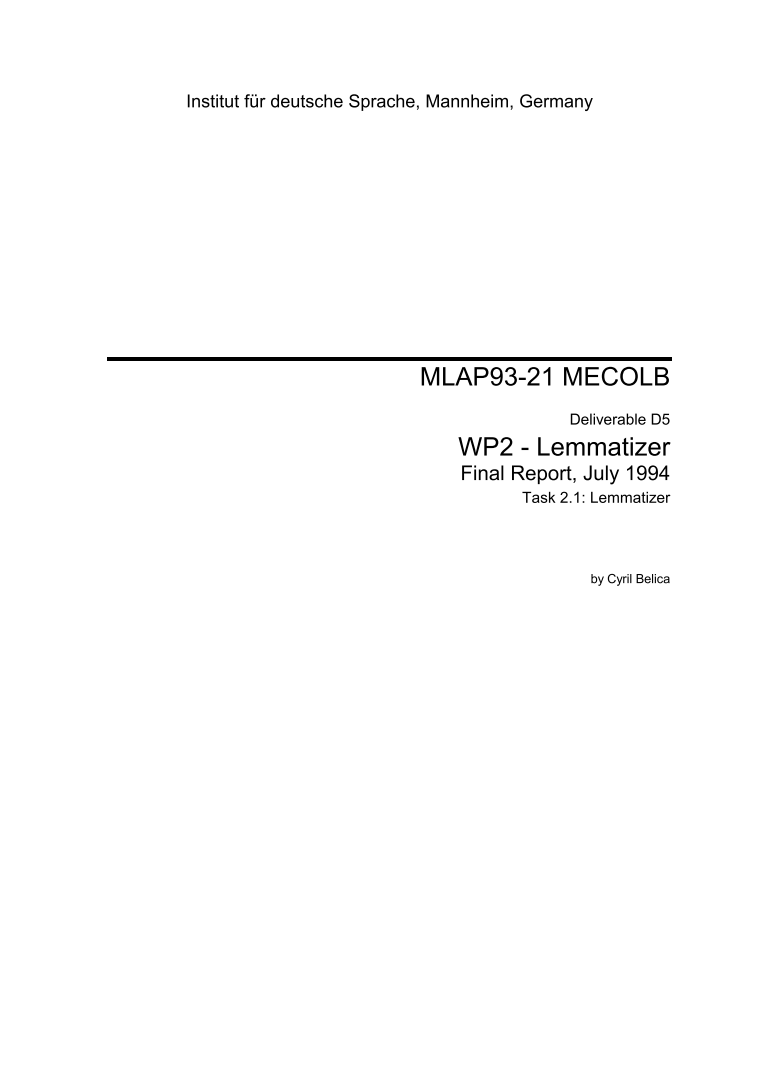 Institut für deutsche Sprache, Mannheim, Germany
MLAP93-21 MECOLB
Deliverable D5
WP2 - Lemmatizer
Final Report, July 1994
Task 2.1: Lemmatizer
by Cyril Belica